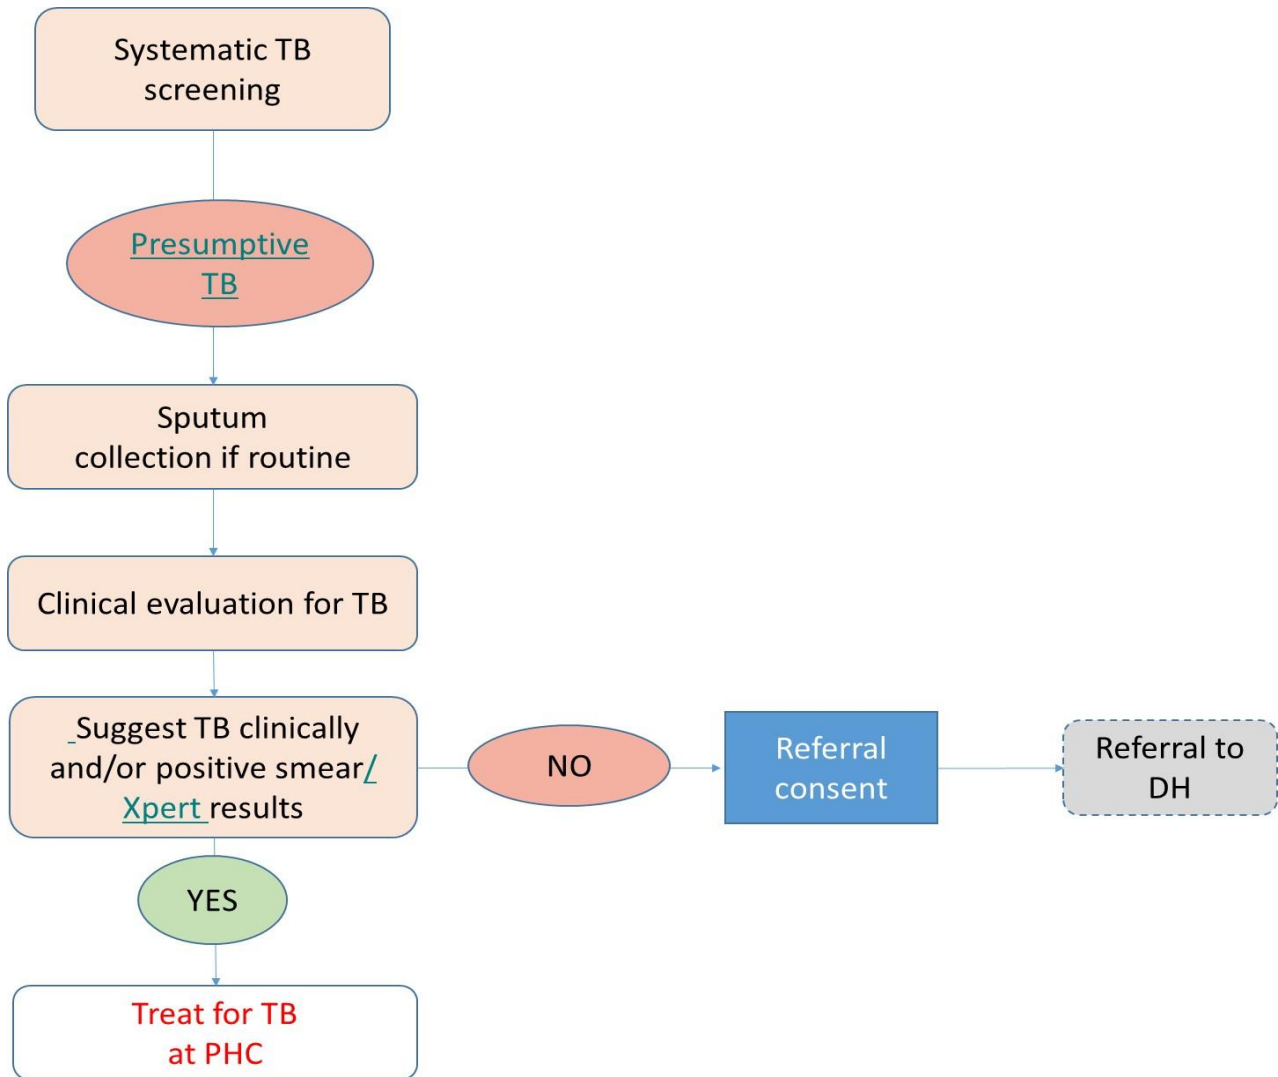 Systematic TB
screening
Presumptive
TB
Sputum
collection if routine
Clinical evaluation for TB
Suggest TB clinically
and/or positive smear/
Xpert results
NO
Referral
consent
Referral to
DH
YES
Treat for TB
at PHC